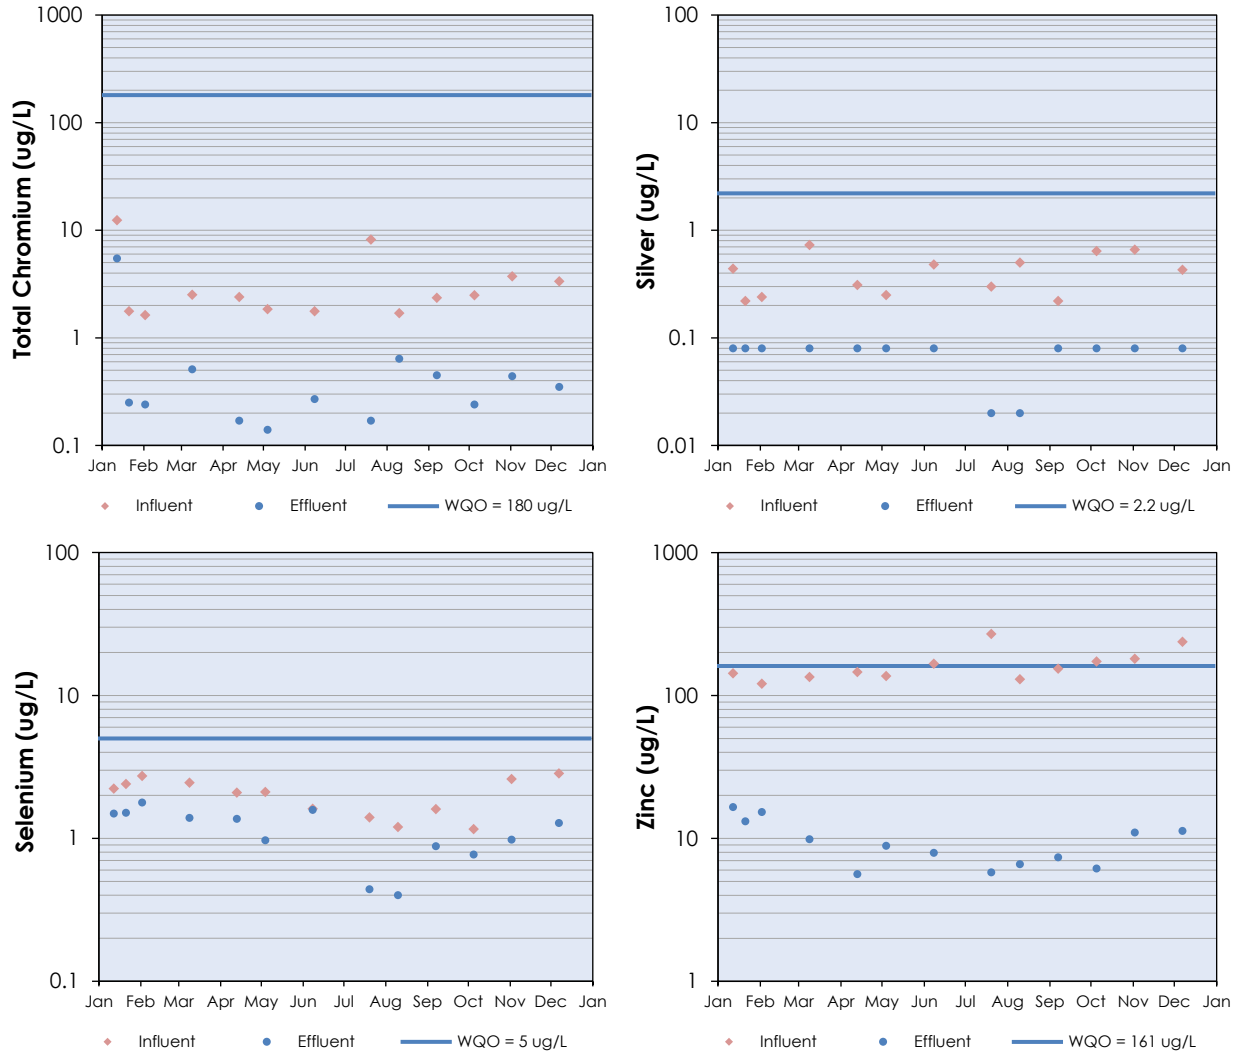 Total Chromium (ug/L)
1000
100
10
1
0.1
Jan Feb Mar Apr May Jun Jul Aug Sep Oct Nov Dec Jan
Influent Effluent WQO = 180 ug/L
Silver (ug/L)
100
10
1
0.1
0.01
Jan Feb Mar Apr May Jun Jul Aug Sep Oct Nov Dec Jan
Influent Effluent WQO = 2.2 ug/L
Selenium (ug/L)
100
10
1
0.1
Jan Feb Mar Apr May Jun Jul Aug Sep Oct Nov Dec Jan
Influent Effluent WQO = 5 ug/L
Zinc (ug/L)
1000
100
10
1
Jan Feb Mar Apr May Jun Jul Aug Sep Oct Nov Dec Jan
Influent Effluent WQO = 161 ug/L